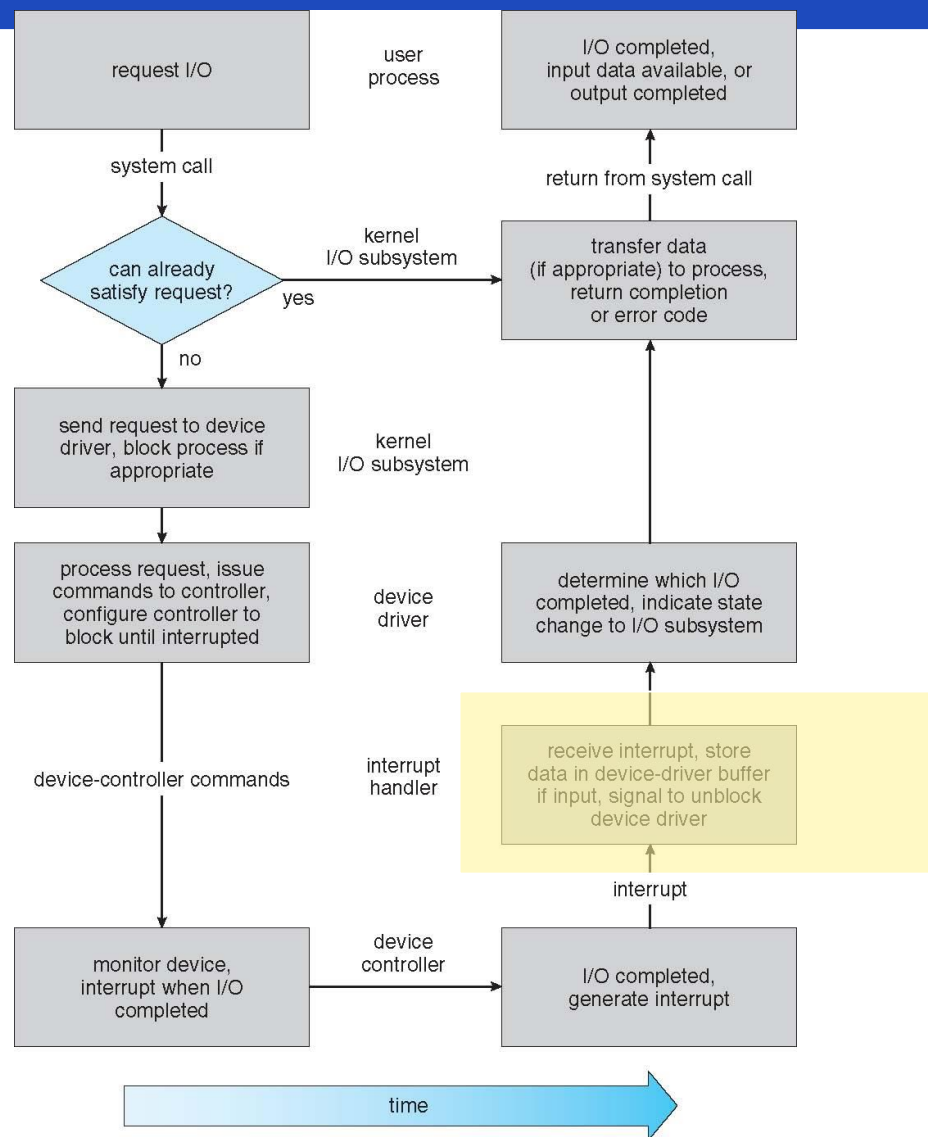 request I/O
user
process
I/O completed,
input data available, or
output completed
system call
return from system call
can already
satisfy request?
kernel
I/O subsystem
yes
transfer data
(if appropriate) to process,
return completion
or error code
no
send request to device
driver, block process if
appropriate
kernel
I/O subsystem
process request, issue
commands to controller,
configure controller to
block until interrupted
device
driver
determine which I/O
completed, indicate state
change to I/O subsystem
device-controller commands
interrupt
handler
receive interrupt, store
data in device-driver buffer
if input, signal to unblock
device driver
interrupt
monitor device,
interrupt when I/O
completed
device
controller
I/O completed,
generate interrupt
time